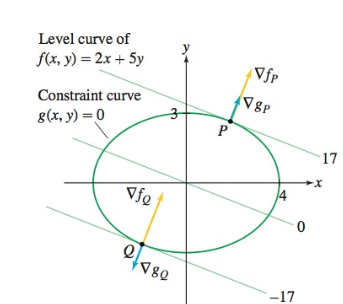 Level curve of
f(x, y) = 2x + 5y
Constraint curve
g(x, y) = 0
y
∇f_P
∇g_P
3
P
17
x
4
∇f_Q
0
Q
∇g_Q
−17